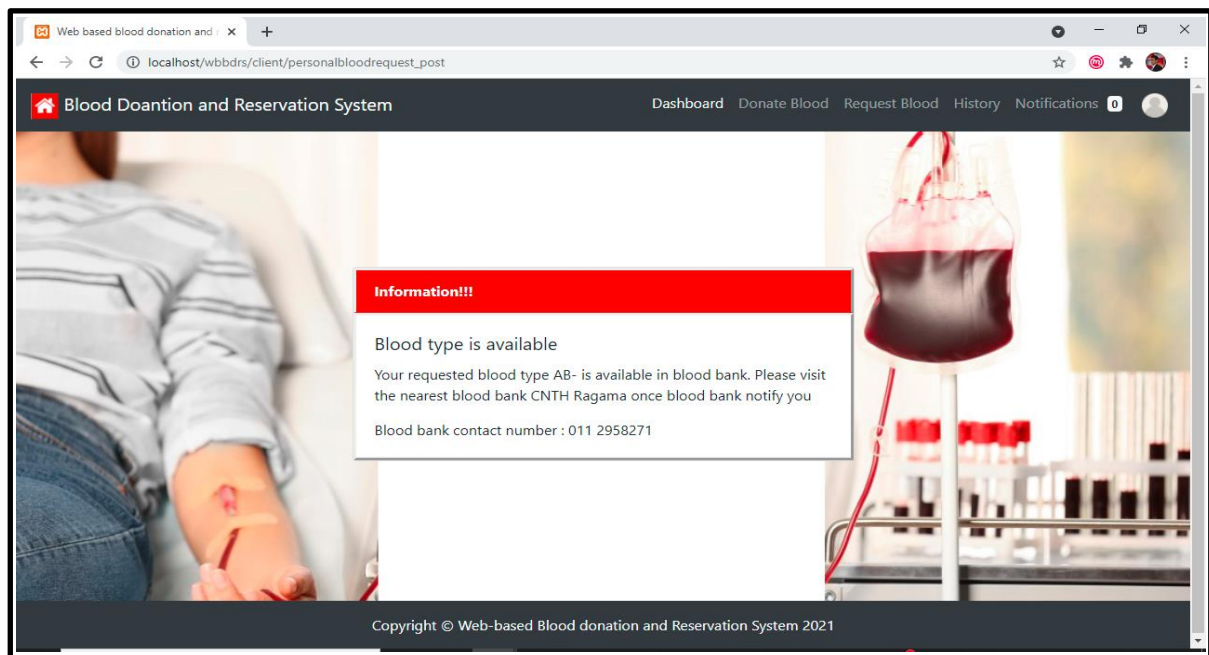 Web based blood donation and
localhost/wbbdrs/client/personalbloodrequest_post
Blood Doantion and Reservation System
Dashboard Donate Blood Request Blood History Notifications 0
Information!!!
Blood type is available
Your requested blood type AB- is available in blood bank. Please visit
the nearest blood bank CNTH Ragama once blood bank notify you
Blood bank contact number : 011 2958271
Copyright © Web-based Blood donation and Reservation System 2021